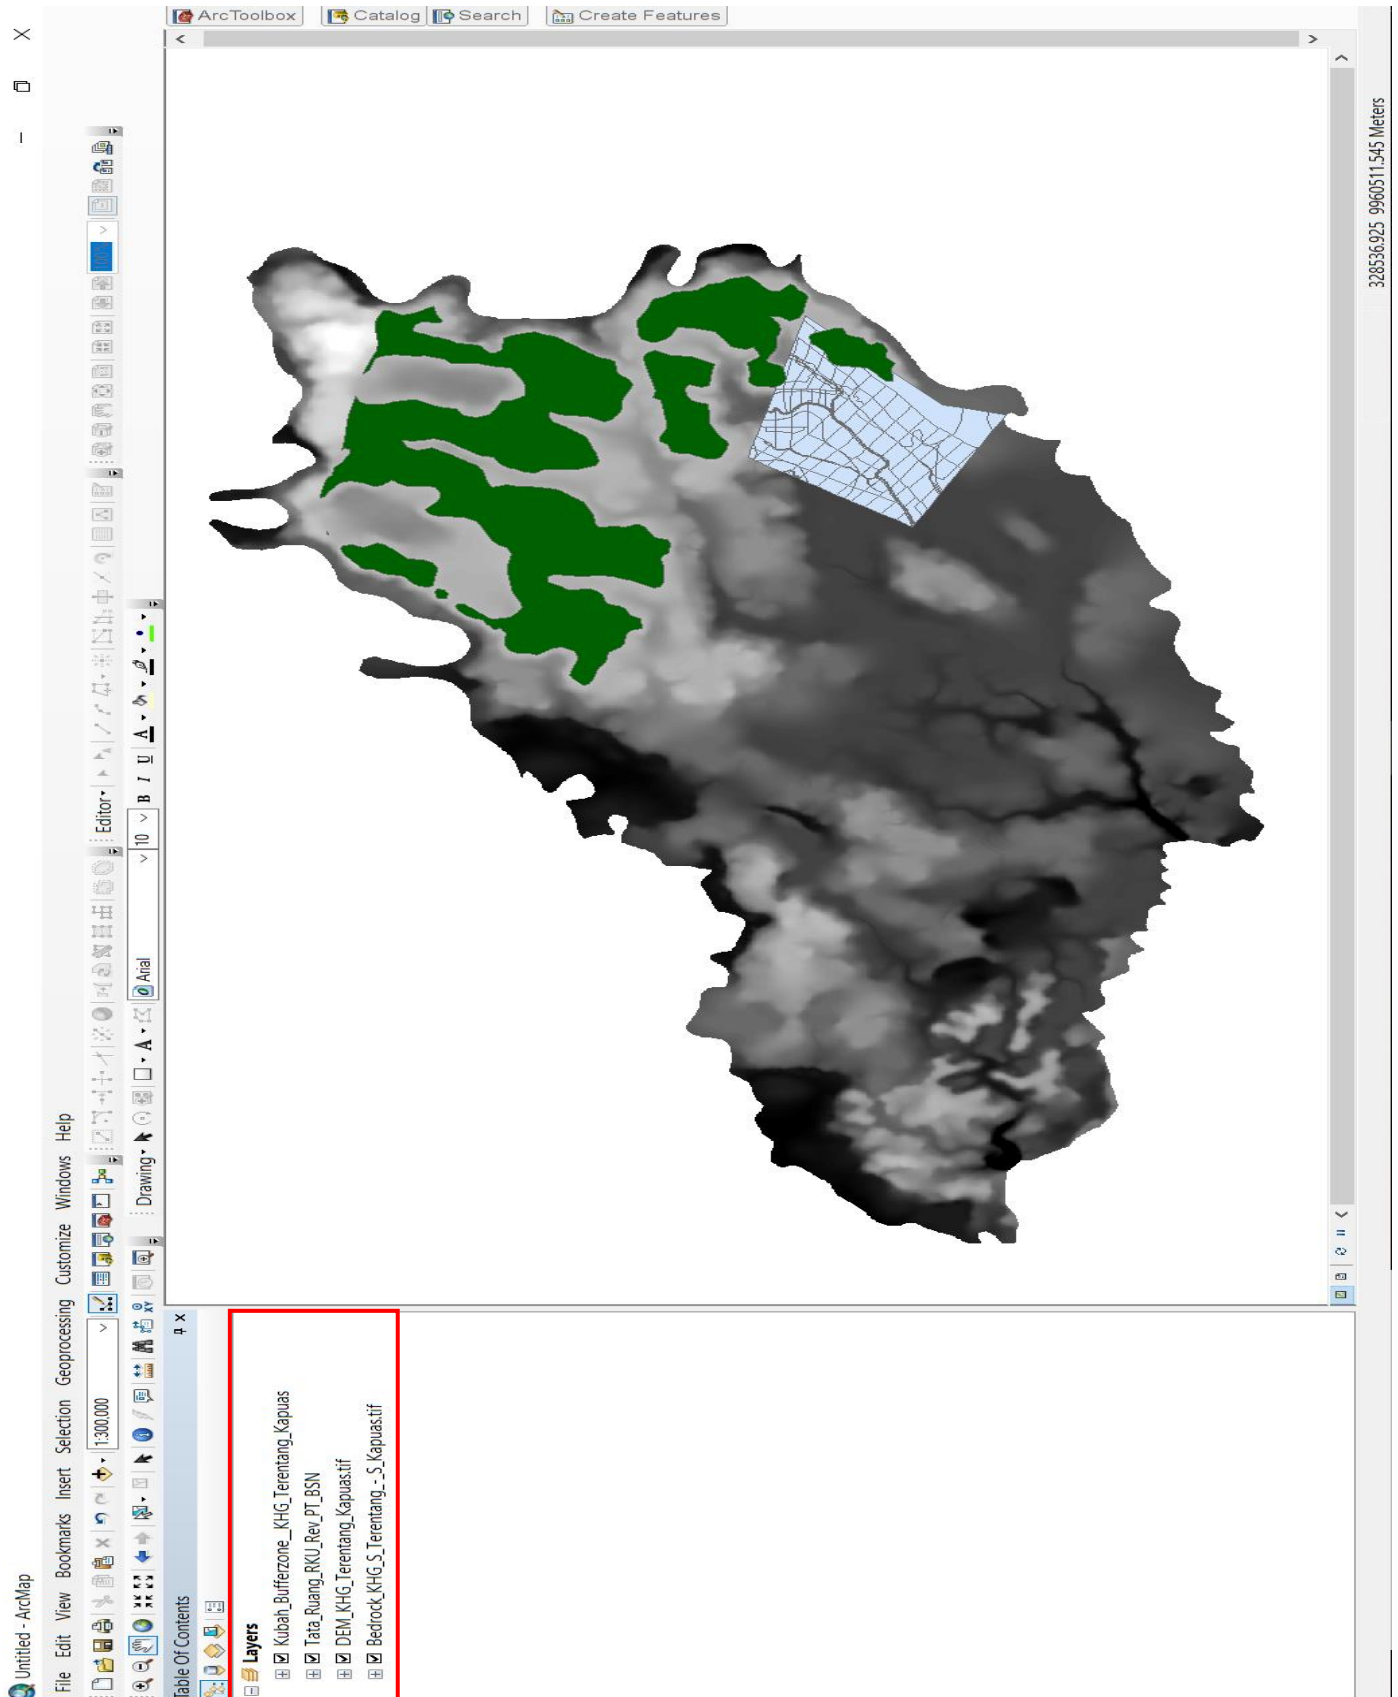 Untitled - ArcMap
File Edit View Bookmarks Insert Selection Geoprocessing Customize Windows Help
1:300,000
Editor
100%
Drawing
Arial
10
B I U A
Table Of Contents
Layers
Kubah_Bufferzone__KHG_Terentang_Kapuas
Tata_Ruang_RKU_Rev_PT_BSN
DEM_KHG_Terentang_Kapuas.tif
Bedrock_KHG_S_Terentang_-_S_Kapuas.tif
ArcToolbox
Catalog
Search
Create Features
328536.925 9960511.545 Meters